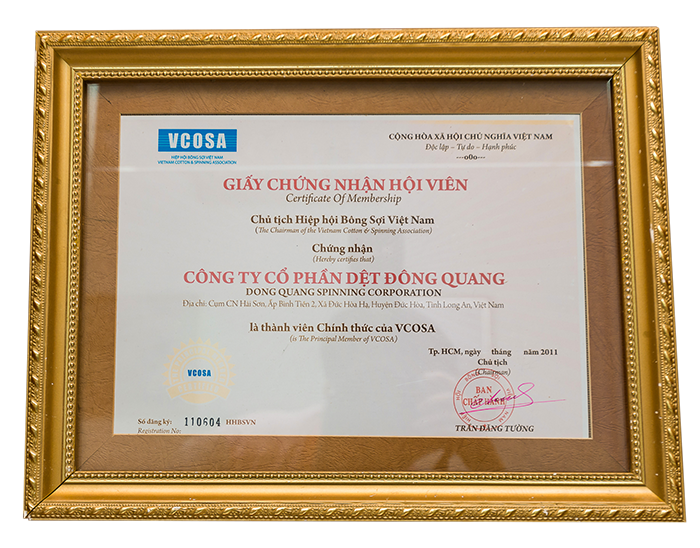 VCOSA
HIỆP HỘI BÔNG SỢI VIỆT NAM
VIETNAM COTTON & SPINNING ASSOCIATION
CỘNG HÒA XÃ HỘI CHỦ NGHĨA VIỆT NAM
Độc lập – Tự do – Hạnh phúc
---o0o---
GIẤY CHỨNG NHẬN HỘI VIÊN
Certificate Of Membership
Chủ tịch Hiệp hội Bông Sợi Việt Nam
(The Chairman of the Vietnam Cotton & Spinning Association)
Chứng nhận
(Hereby certifies that)
CÔNG TY CỔ PHẦN DỆT ĐÔNG QUANG
DONG QUANG SPINNING CORPORATION
Địa chỉ: Cụm CN Hải Sơn, Ấp Bình Tiền 2, Xã Đức Hòa Hạ, Huyện Đức Hòa, Tỉnh Long An, Việt Nam
là thành viên Chính thức của VCOSA
(is The Principal Member of VCOSA)
Tp. HCM, ngày tháng năm 2011
Chủ tịch
(Chairman)
VCOSA
BAN
CHẤP HÀNH
Số đăng ký: 110604 HHBSVN
Registration No:
TRẦN ĐĂNG TƯỜNG